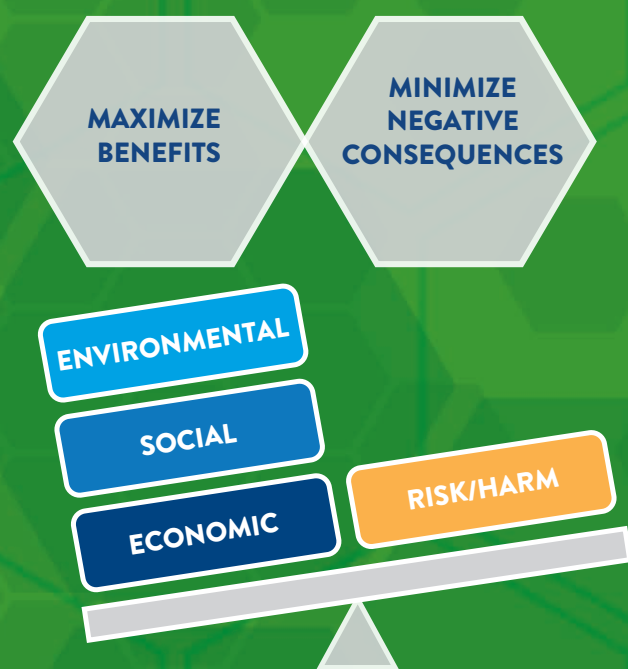 MAXIMIZE
BENEFITS
MINIMIZE
NEGATIVE
CONSEQUENCES
ENVIRONMENTAL
SOCIAL
ECONOMIC
RISK/HARM